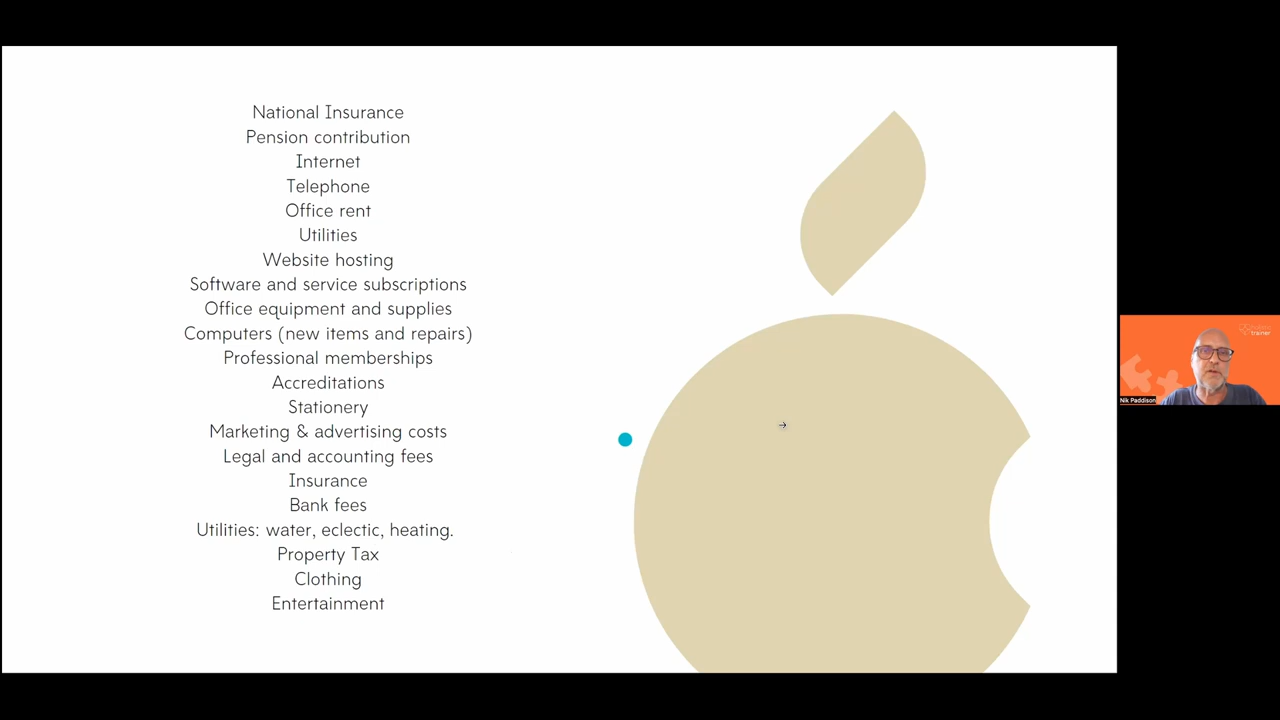 National Insurance
Pension contribution
Internet
Telephone
Office rent
Utilities
Website hosting
Software and service subscriptions
Office equipment and supplies
Computers (new items and repairs)
Professional memberships
Accreditations
Stationery
Marketing & advertising costs
Legal and accounting fees
Insurance
Bank fees
Utilities: water, eclectic, heating.
Property Tax
Clothing
Entertainment
trainer
Nik Paddison